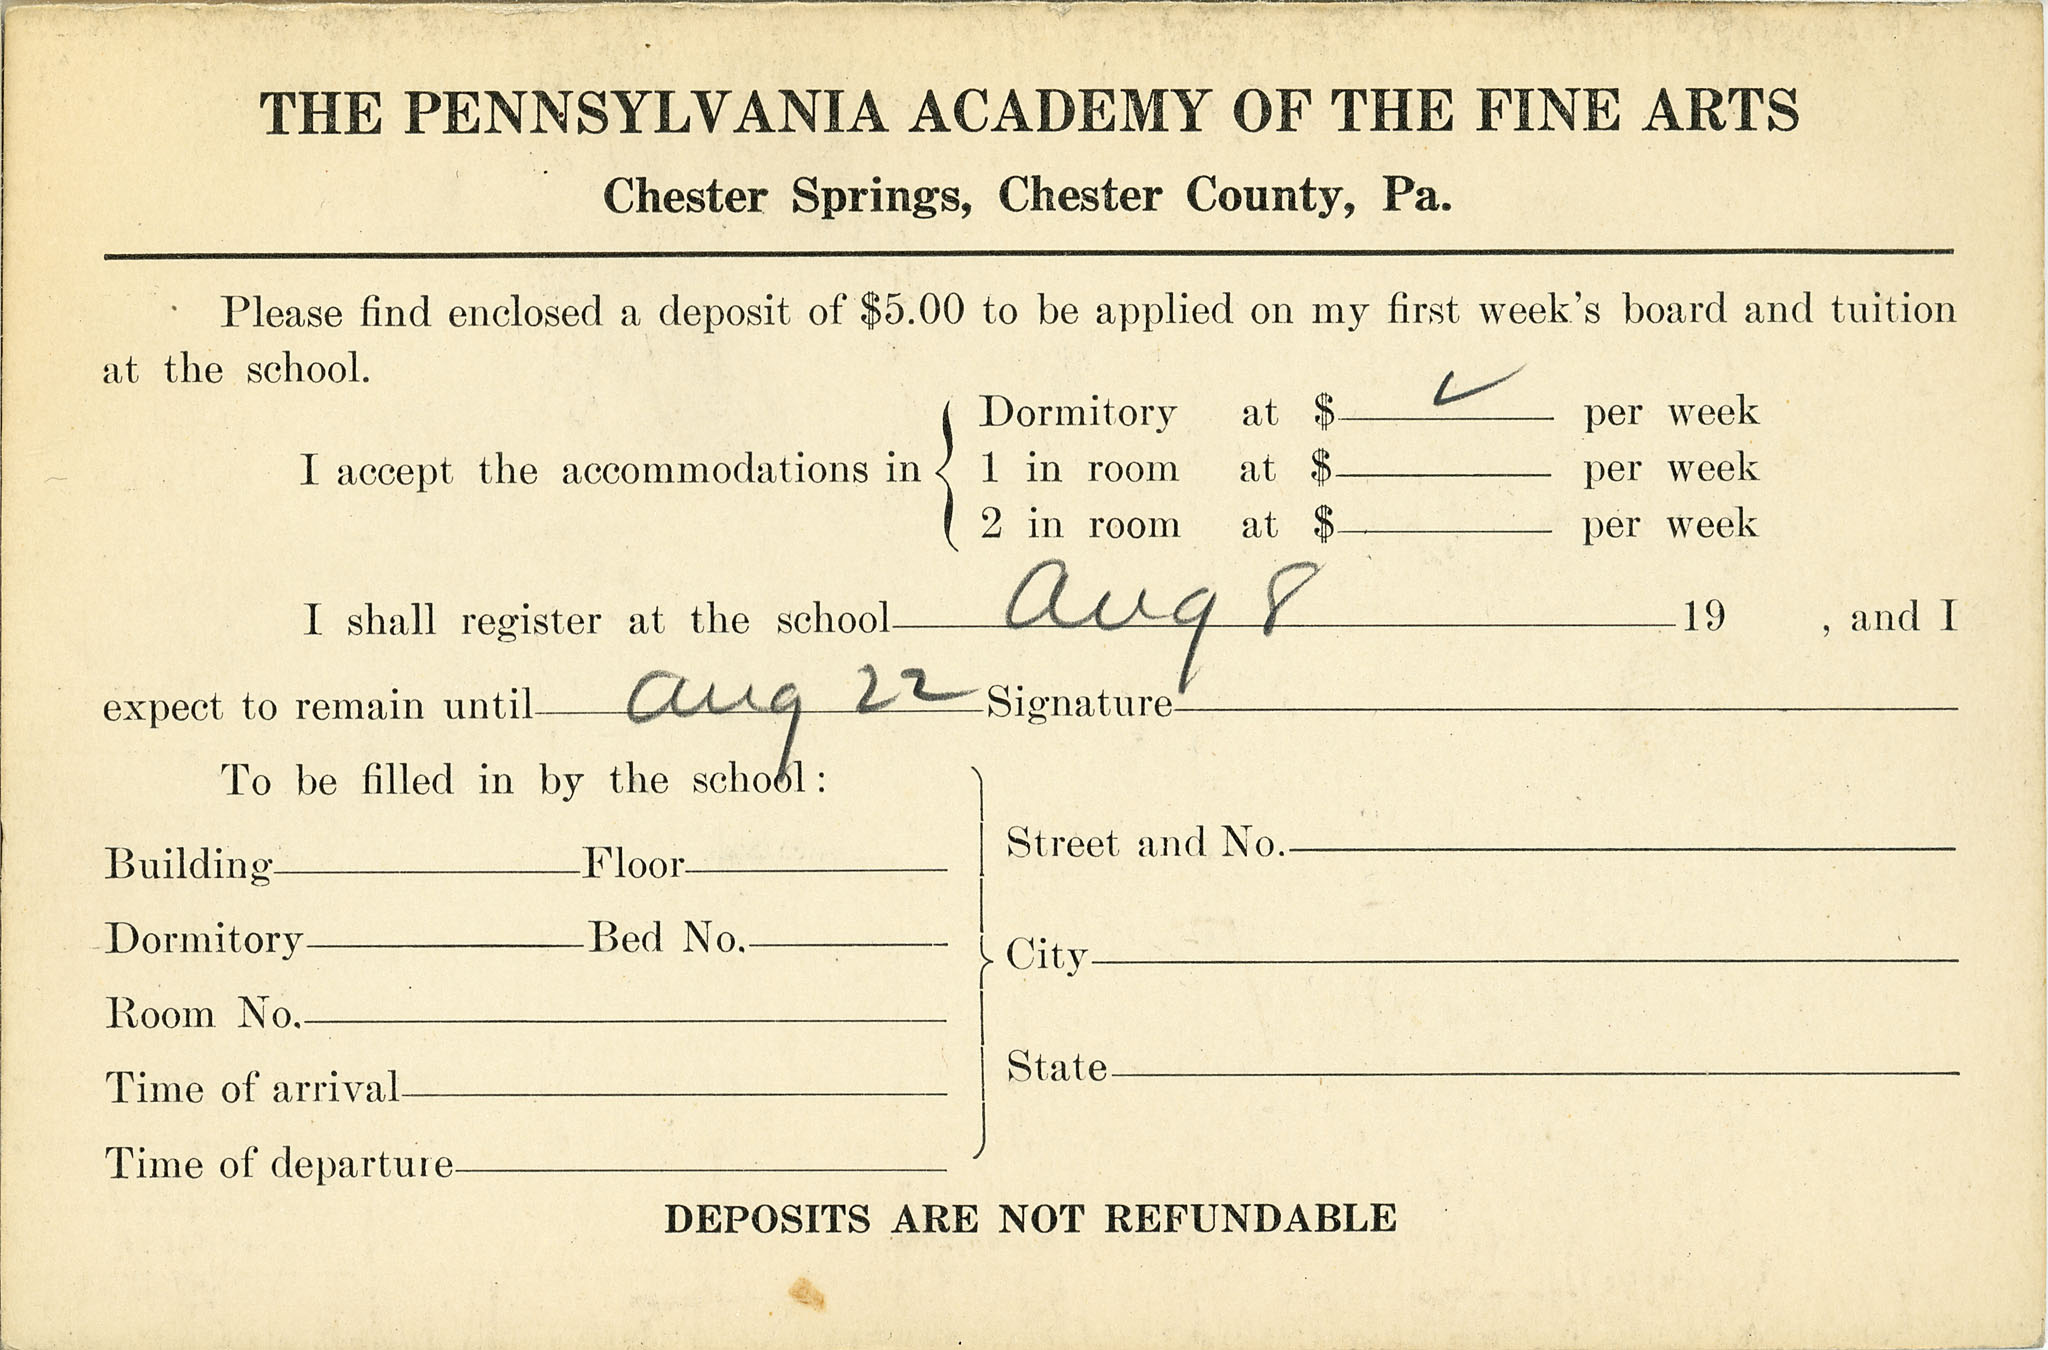 THE PENNSYLVANIA ACADEMY OF THE FINE ARTS
Chester Springs, Chester County, Pa.
Please find enclosed a deposit of $5.00 to be applied on my first week's board and tuition
at the school.
Dormitory at $ ✓ per week
I accept the accommodations in { 1 in room at $ per week
2 in room at $ per week
I shall register at the school Aug 8 19 , and I
expect to remain until Aug 22 Signature
To be filled in by the school:
Building Floor
Street and No.
Dormitory Bed No.
City
Room No.
Time of arrival
State
Time of departure
DEPOSITS ARE NOT REFUNDABLE